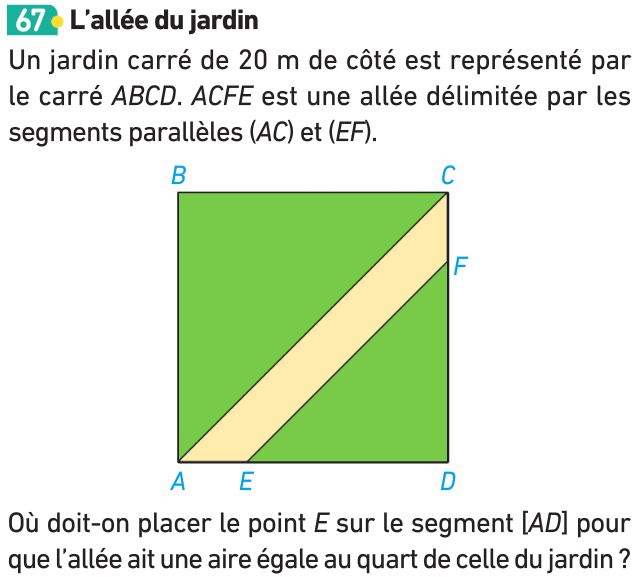 67 L'allée du jardin
Un jardin carré de 20 m de côté est représenté par
le carré ABCD. ACFE est une allée délimitée par les
segments parallèles (AC) et (EF).
B C
F
A E D
Où doit-on placer le point E sur le segment [AD] pour
que l'allée ait une aire égale au quart de celle du jardin ?